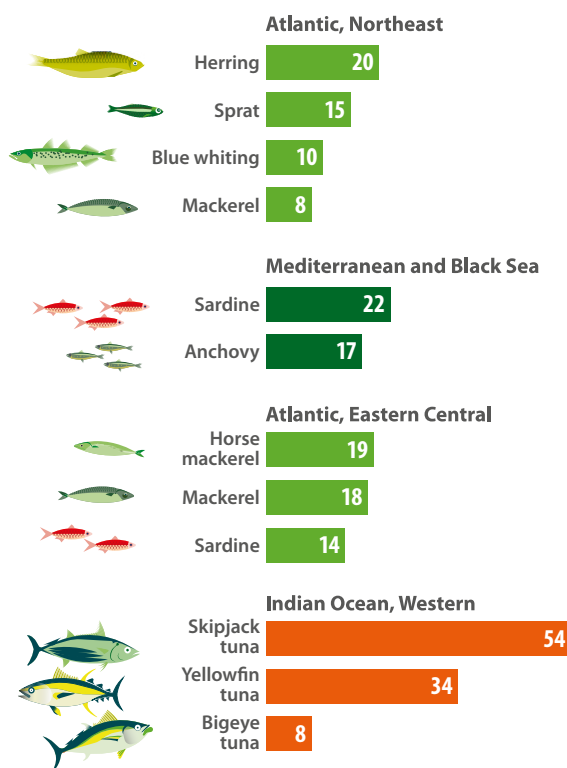 Atlantic, Northeast
Herring 20
Sprat 15
Blue whiting 10
Mackerel 8
Mediterranean and Black Sea
Sardine 22
Anchovy 17
Atlantic, Eastern Central
Horse
mackerel 19
Mackerel 18
Sardine 14
Indian Ocean, Western
Skipjack
tuna 54
Yellowfin
tuna 34
Bigeye
tuna 8